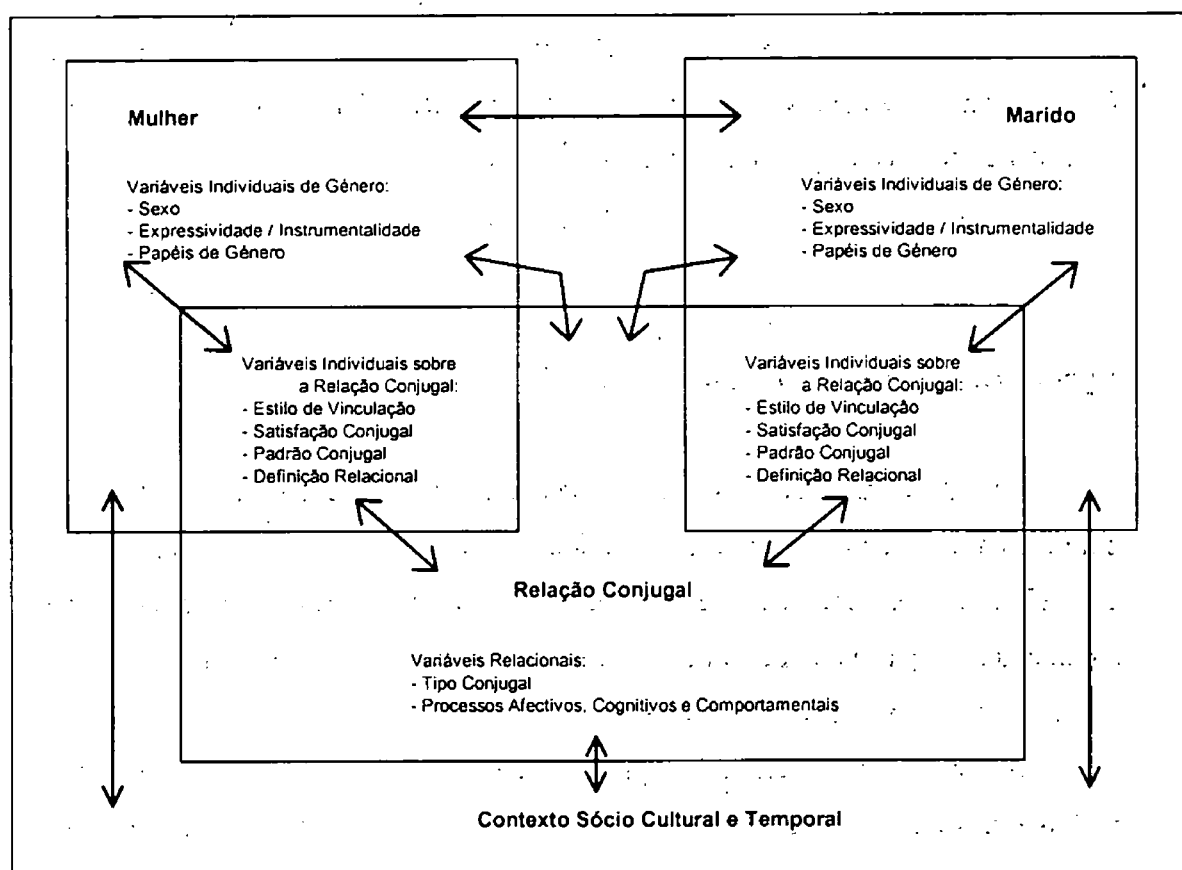 Mulher
Variáveis Individuais de Género:
- Sexo
- Expressividade / Instrumentalidade
- Papéis de Género
Marido
Variáveis Individuais de Género:
- Sexo
- Expressividade / Instrumentalidade
- Papéis de Género
Variáveis Individuais sobre
a Relação Conjugal:
- Estilo de Vinculação
- Satisfação Conjugal
- Padrão Conjugal
- Definição Relacional
Variáveis Individuais sobre
a Relação Conjugal:
- Estilo de Vinculação
- Satisfação Conjugal
- Padrão Conjugal
- Definição Relacional
Relação Conjugal
Variáveis Relacionais:
- Tipo Conjugal
- Processos Afectivos, Cognitivos e Comportamentais
Contexto Sócio Cultural e Temporal